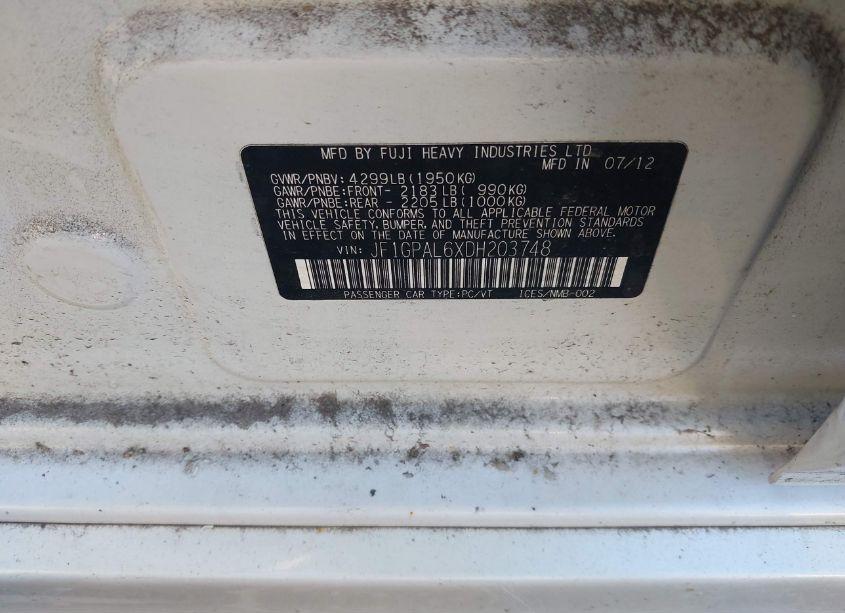 MFD BY FUJI HEAVY INDUSTRIES LTD
MFD IN 07/12
GVWR/PNBV: 4299LB (1950KG)
GAWR/PNBE:FRONT- 2183 LB ( 990KG)
GAWR/PNBE:REAR - 2205 LB (1000KG)
THIS VEHICLE CONFORMS TO ALL APPLICABLE FEDERAL MOTOR
VEHICLE SAFETY, BUMPER, AND THEFT PREVENTION STANDARDS
IN EFFECT ON THE DATE OF MANUFACTURE SHOWN ABOVE.
VIN: JF1GPAL6XDH203748
PASSENGER CAR TYPE:PC/VT ICES/NMB-002